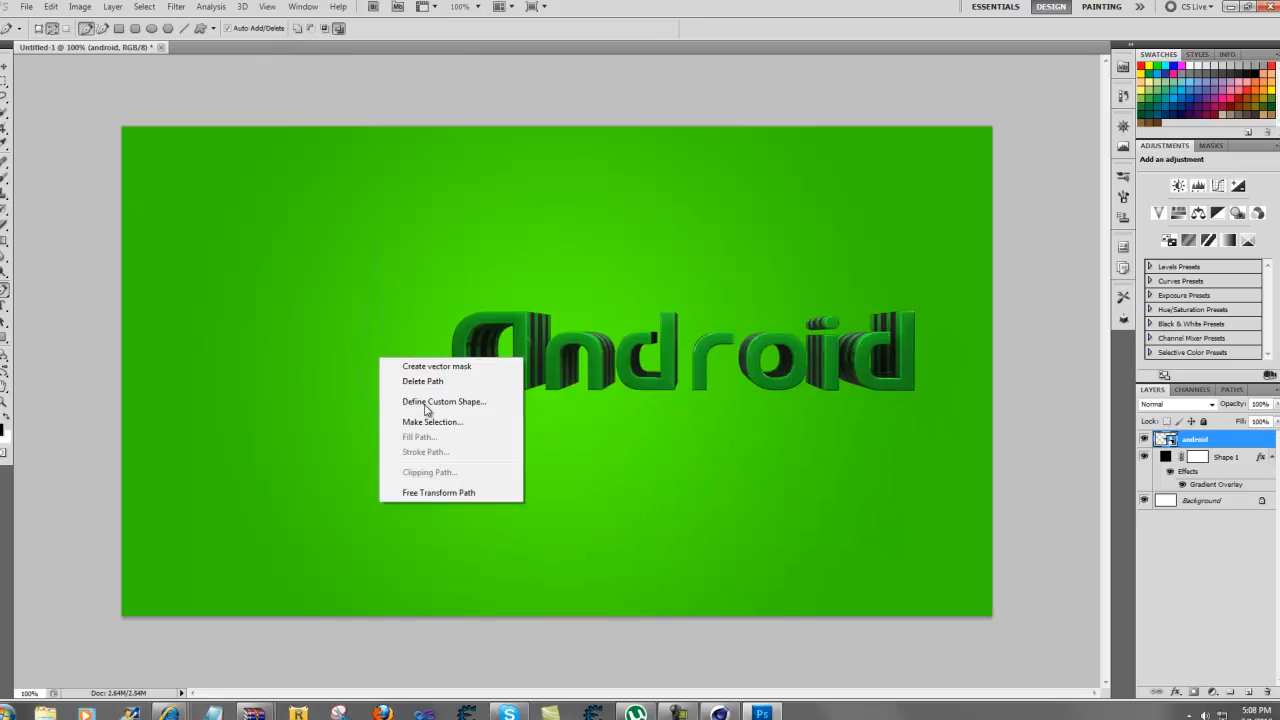 File Edit Image Layer Select Filter Analysis 3D View Window Help Br Mb 100% ESSENTIALS DESIGN PAINTING CS Live
Auto Add/Delete
Untitled-1 @ 100% (android, RGB/8) *
SWATCHES STYLES INFO
ADJUSTMENTS MASKS
Add an adjustment
Levels Presets
Curves Presets
Exposure Presets
Hue/Saturation Presets
Black & White Presets
Channel Mixer Presets
Selective Color Presets
android
Create vector mask
Delete Path
Define Custom Shape...
Make Selection...
Fill Path...
Stroke Path...
Clipping Path...
Free Transform Path
LAYERS CHANNELS PATHS
Normal Opacity: 100%
Lock: Fill: 100%
android
Shape 1 fx
Effects
Gradient Overlay
Background
100% Doc: 2.64M/2.54M
5:08 PM